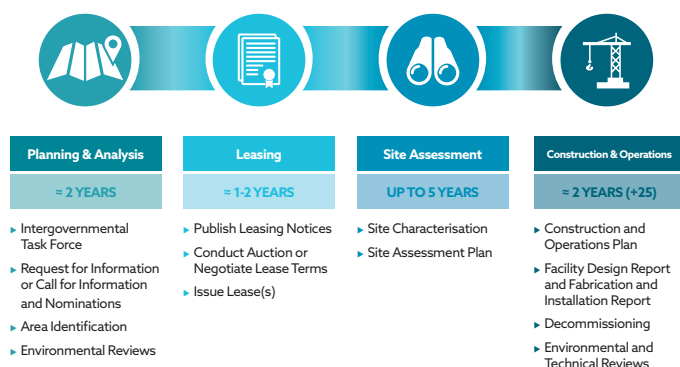 Planning & Analysis
≈ 2 YEARS
Intergovernmental
Task Force
Request for Information
or Call for Information
and Nominations
Area Identification
Environmental Reviews
Leasing
≈ 1-2 YEARS
Publish Leasing Notices
Conduct Auction or
Negotiate Lease Terms
Issue Lease(s)
Site Assessment
UP TO 5 YEARS
Site Characterisation
Site Assessment Plan
Construction & Operations
≈ 2 YEARS (+25)
Construction and
Operations Plan
Facility Design Report
and Fabrication and
Installation Report
Decommissioning
Environmental and
Technical Reviews